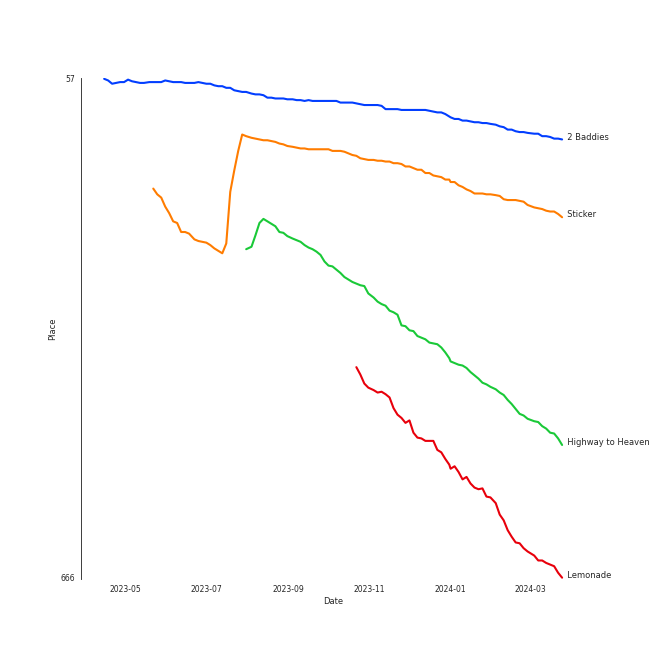 57
2 Baddies
Sticker
Place
Highway to Heaven
Lemonade
666
2023-05 2023-07 2023-09 2023-11 2024-01 2024-03
Date